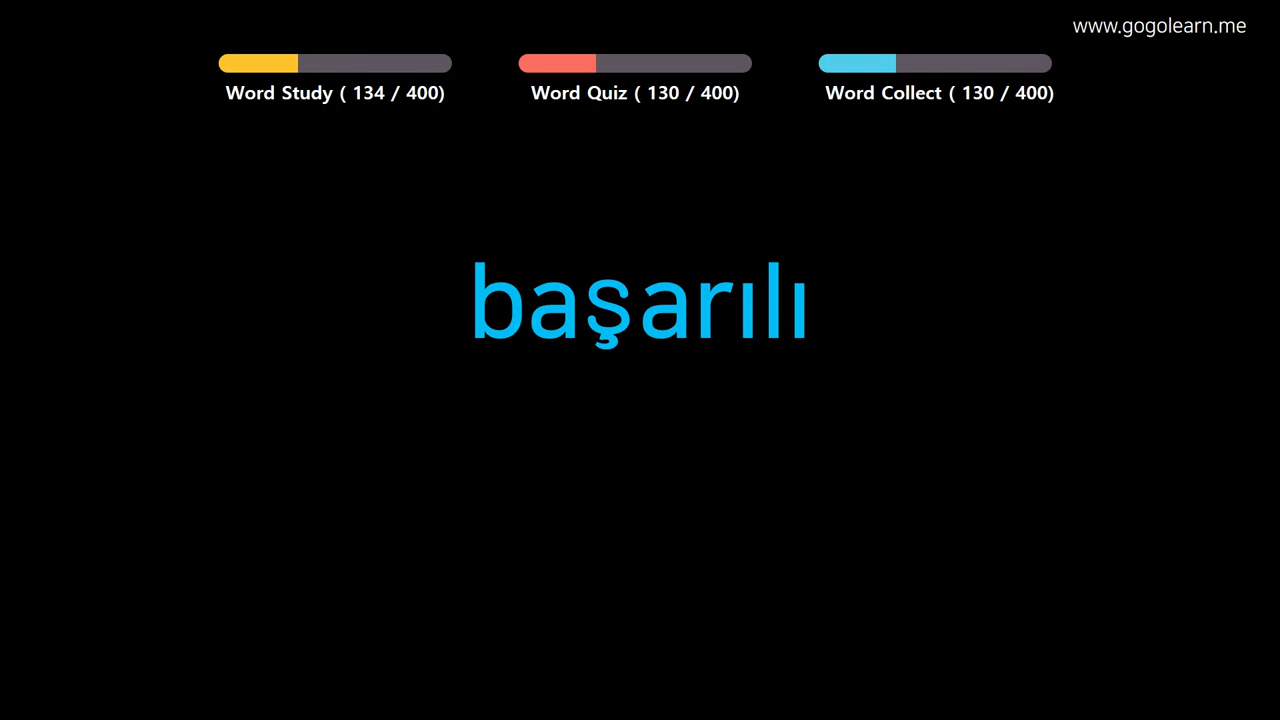 www.gogolearn.me
Word Study ( 134 / 400)
Word Quiz ( 130 / 400)
Word Collect ( 130 / 400)
başarılı